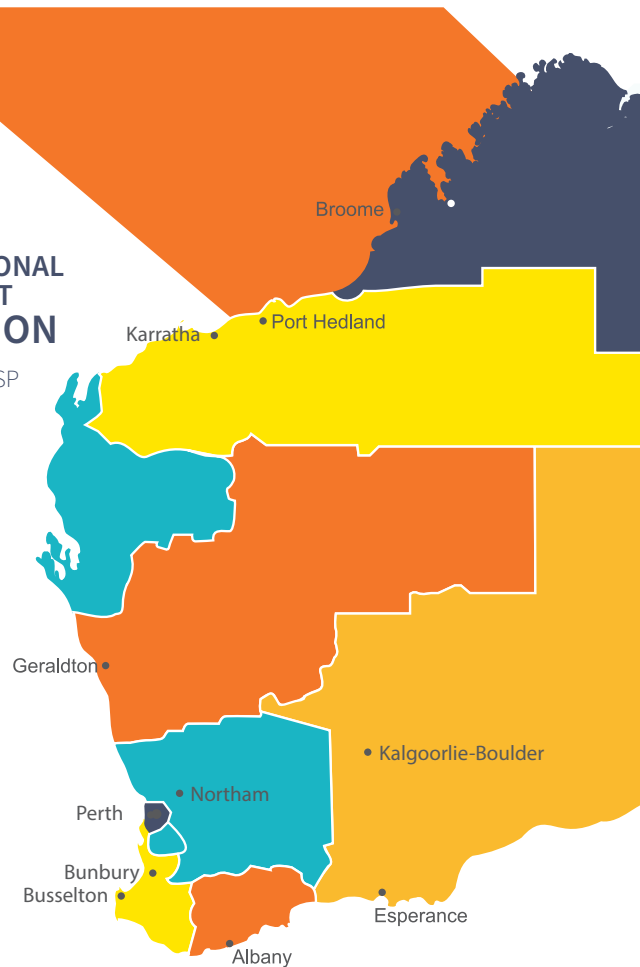 Broome
ONAL
T
ON
SP
Port Hedland
Karratha
Geraldton
Kalgoorlie-Boulder
Northam
Perth
Bunbury
Busselton
Esperance
Albany